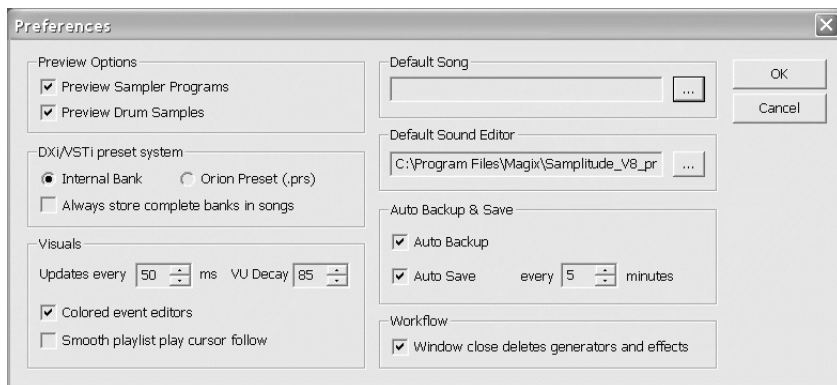 Preferences
Preview Options
Preview Sampler Programs
Preview Drum Samples
DXi/VSTi preset system
Internal Bank
Orion Preset (.prs)
Always store complete banks in songs
Visuals
Updates every 50 ms VU Decay 85
Colored event editors
Smooth playlist play cursor follow
Default Song
...
Default Sound Editor
C:\Program Files\Magix\Samplitude_V8_pr ...
Auto Backup & Save
Auto Backup
Auto Save every 5 minutes
Workflow
Window close deletes generators and effects
OK
Cancel